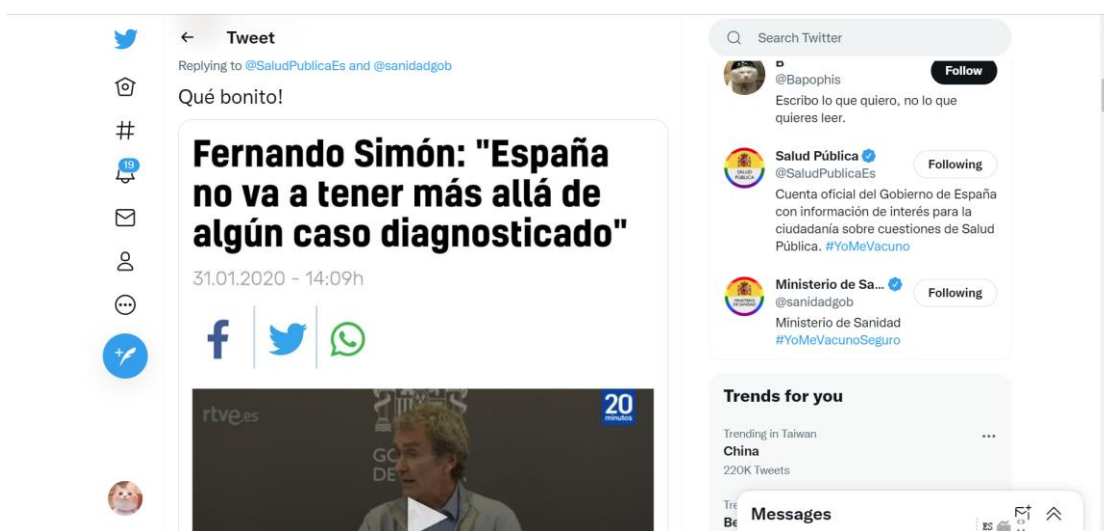 Tweet
Replying to @SaludPublicaEs and @sanidadgob
Qué bonito!
Fernando Simón: "España
no va a tener más allá de
algún caso diagnosticado"
31.01.2020 - 14:09h
rtve.es
20
minutos
19
Search Twitter
@Bapophis
Follow
Escribo lo que quiero, no lo que
quieres leer.
Salud Pública
@SaludPublicaEs
Following
Cuenta oficial del Gobierno de España
con información de interés para la
ciudadanía sobre cuestiones de Salud
Pública. #YoMeVacuno
Ministerio de Sa...
@sanidadgob
Following
Ministerio de Sanidad
#YoMeVacunoSeguro
Trends for you
Trending in Taiwan
China
220K Tweets
Messages
ES